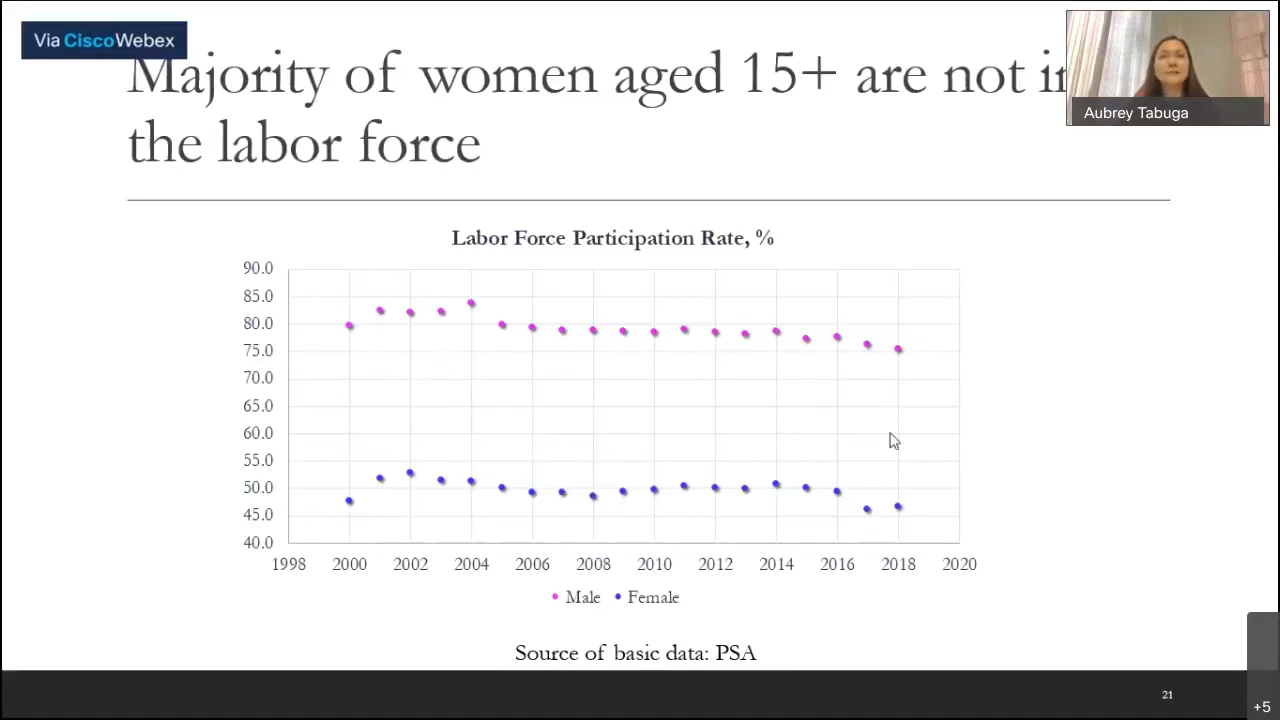 Via CiscoWebex
Majority of women aged 15+ are not in
the labor force
Aubrey Tabuga
Labor Force Participation Rate, %
90.0
85.0
80.0
75.0
70.0
65.0
60.0
55.0
50.0
45.0
40.0
1998 2000 2002 2004 2006 2008 2010 2012 2014 2016 2018 2020
Male Female
Source of basic data: PSA
21
+5